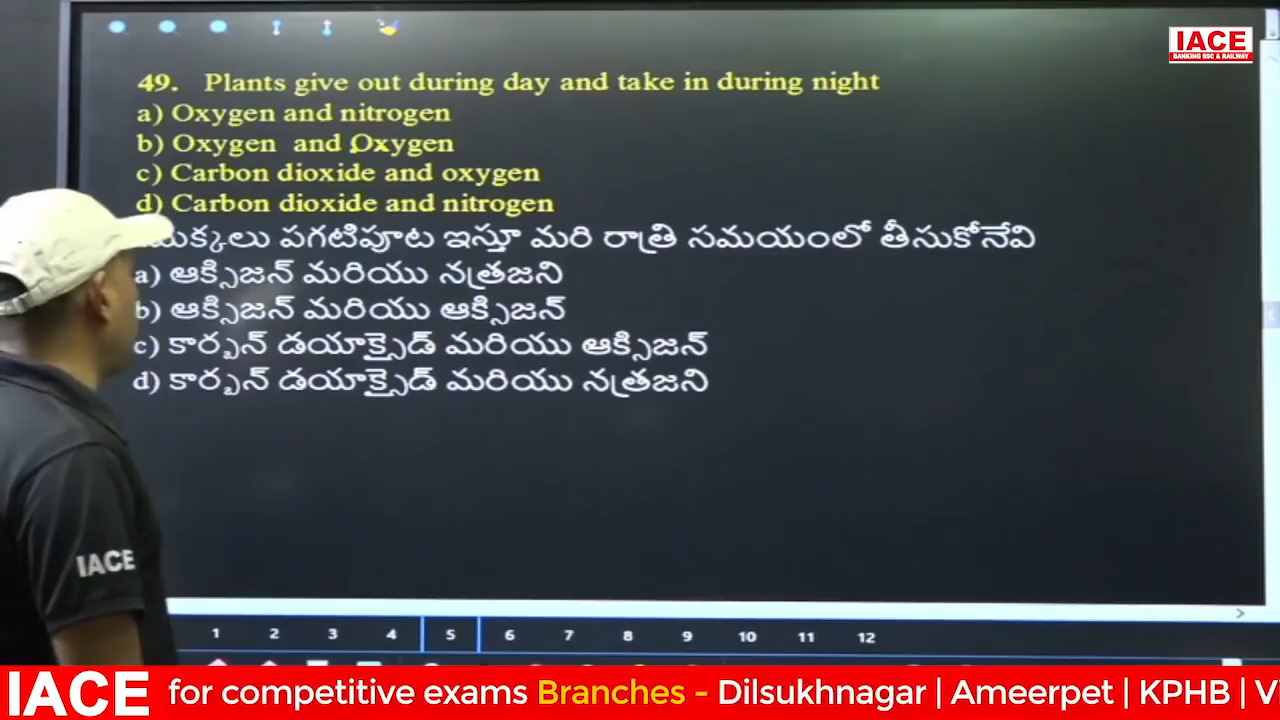 IACE
BANKING SSC & RAILWAY
49. Plants give out during day and take in during night
a) Oxygen and nitrogen
b) Oxygen and Oxygen
c) Carbon dioxide and oxygen
d) Carbon dioxide and nitrogen
పగటిపూట ఇస్తూ మరి రాత్రి సమయంలో తీసుకోనేవి
a) ఆక్సిజన్ మరియు నత్రజని
b) ఆక్సిజన్ మరియు ఆక్సిజన్
c) కార్బన్ డయాక్సైడ్ మరియు ఆక్సిజన్
d) కార్బన్ డయాక్సైడ్ మరియు నత్రజని
IACE
1 2 3 4 5 6 7 8 9 10 11 12
IACE for competitive exams Branches - Dilsukhnagar | Ameerpet | KPHB | V